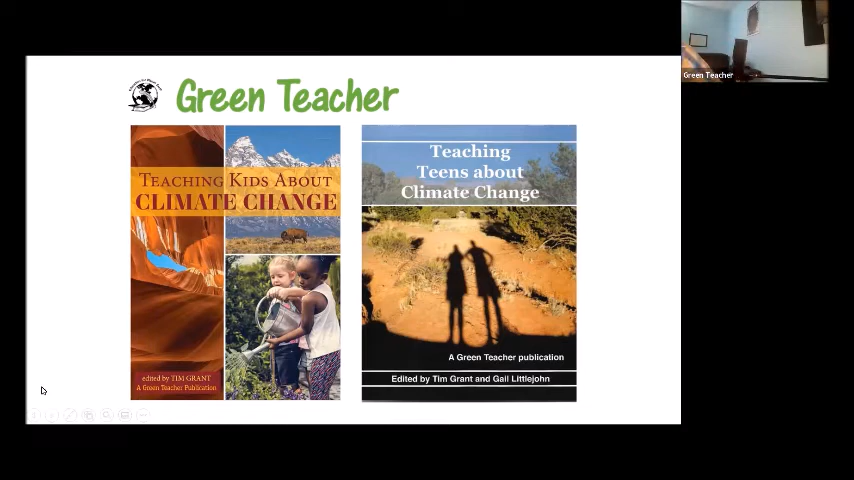 Green Teacher
TEACHING KIDS ABOUT
CLIMATE CHANGE
edited by TIM GRANT
A Green Teacher Publication
Teaching
Teens about
Climate Change
A Green Teacher publication
Edited by Tim Grant and Gail Littlejohn
Green Teacher